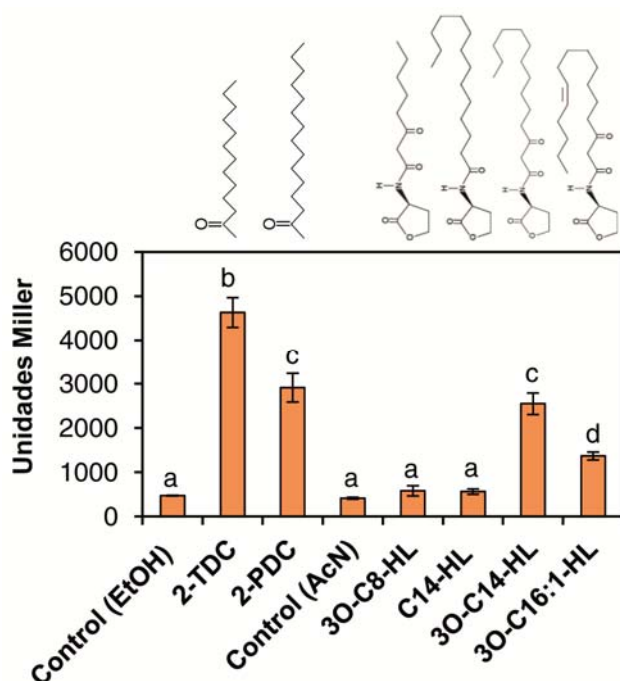 O
O
O
O
H
N
O
O
O
H
N
O
O
O
O
H
N
O
O
O
O
H
N
O
O
Unidades Miller
6000
5000
4000
3000
2000
1000
0
a
b
c
a
a
a
c
d
Control (EtOH)
2-TDC
2-PDC
Control (AcN)
3O-C8-HL
C14-HL
3O-C14-HL
3O-C16:1-HL